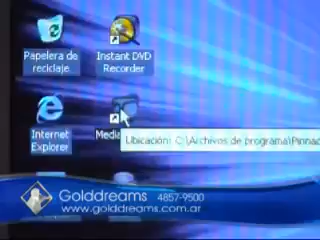 Papelera de
reciclaje
Instant DVD
Recorder
Internet
Explorer
Media
Ubicación: C:\Archivos de programa\Pinnac
Golddreams 4857-9500
www.golddreams.com.ar